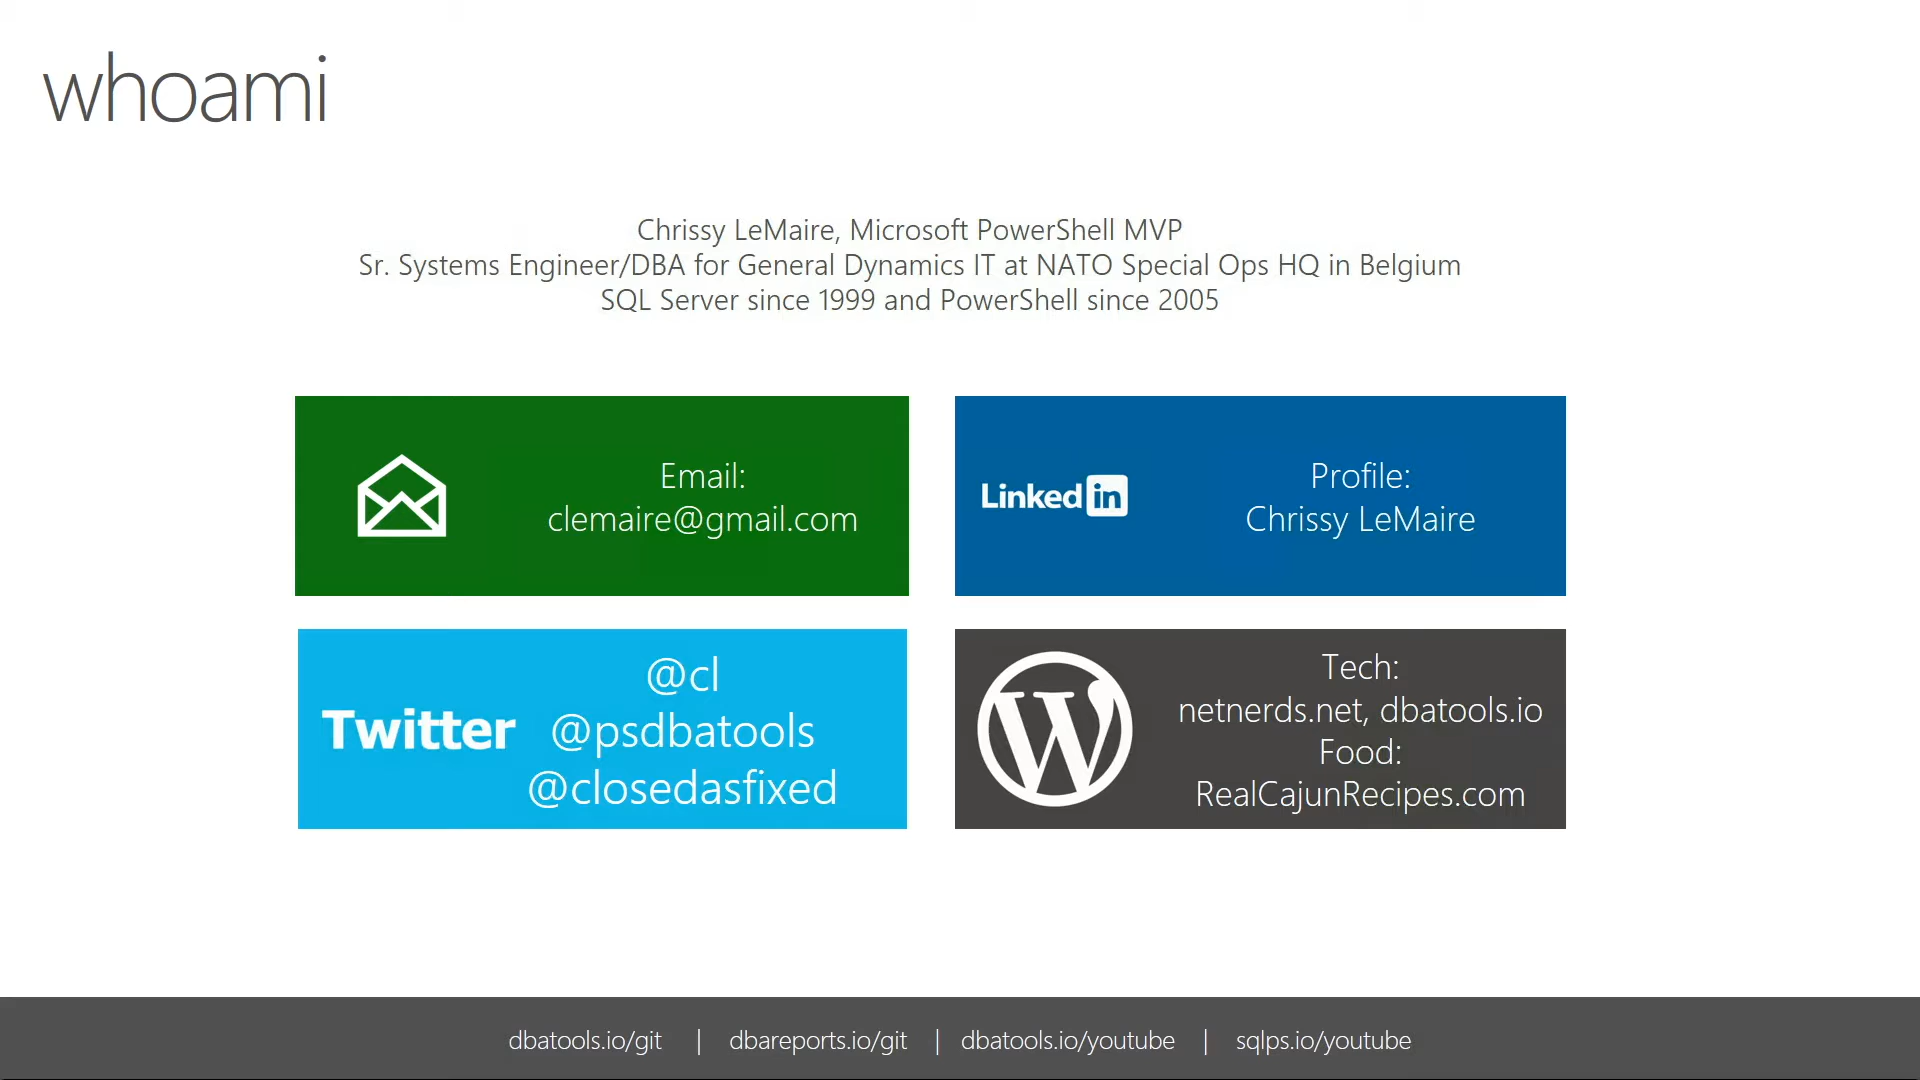 whoami
Chrissy LeMaire, Microsoft PowerShell MVP
Sr. Systems Engineer/DBA for General Dynamics IT at NATO Special Ops HQ in Belgium
SQL Server since 1999 and PowerShell since 2005
Email:
clemaire@gmail.com
Linked in
Profile:
Chrissy LeMaire
Twitter
@cl
@psdbatools
@closedasfixed
W
Tech:
netnerds.net, dbatools.io
Food:
RealCajunRecipes.com
dbatools.io/git | dbareports.io/git | dbatools.io/youtube | sqlps.io/youtube